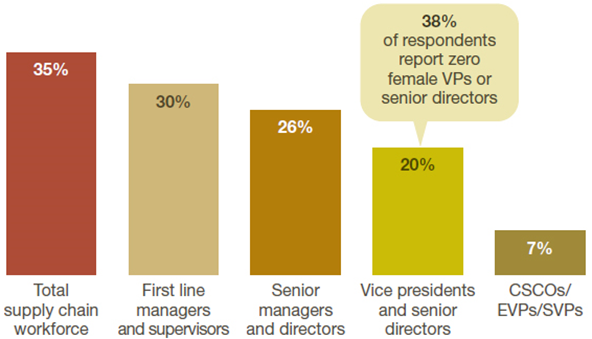 38%
of respondents
report zero
female VPs or
senior directors
35%
30%
26%
20%
7%
Total
supply chain
workforce
First line
managers
and supervisors
Senior
managers
and directors
Vice presidents
and senior
directors
CSCOs/
EVPs/SVPs